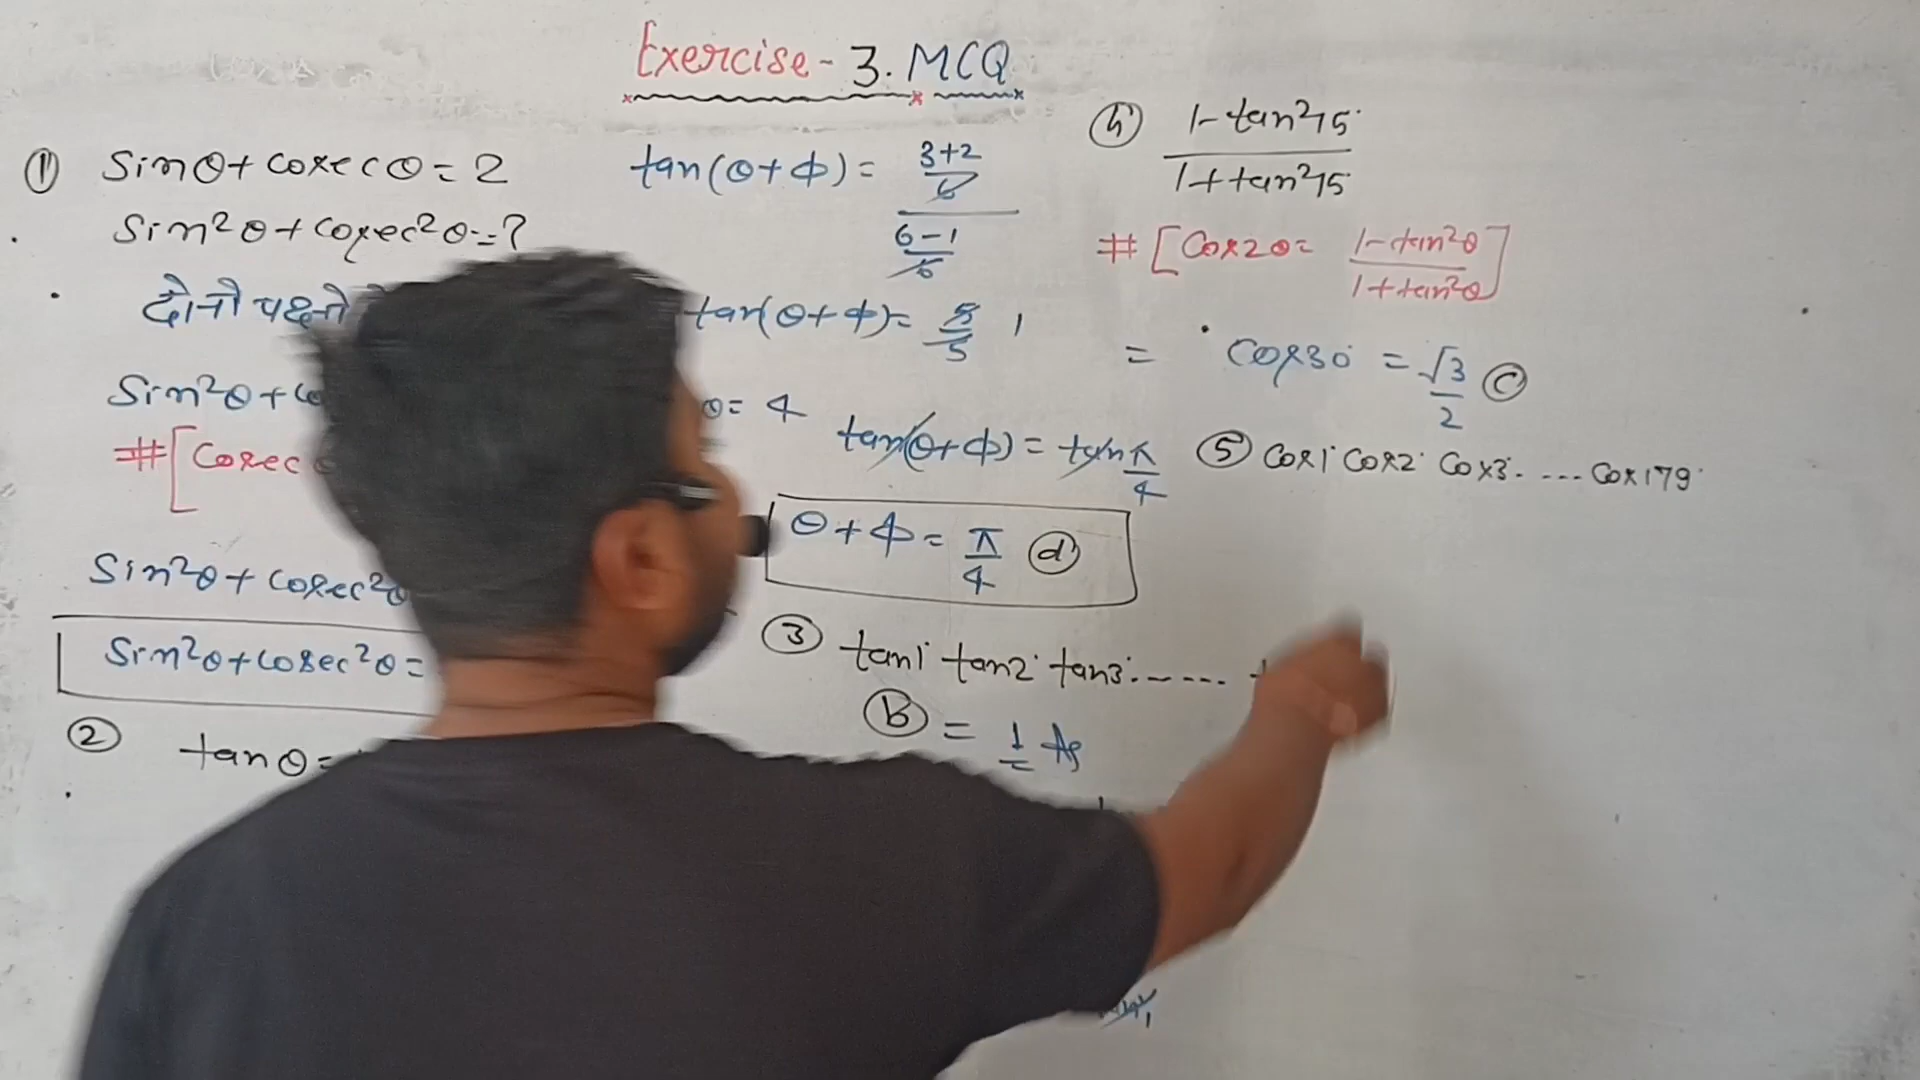 Exercise - 3. MCQ
① Sinθ + Cosecθ = 2
Sin²θ + Cosec²θ = ?
दोनो पक्षो
Sin²θ +
θ = 4
# [Cosec
Sin²θ + Cosec²θ
Sin²θ + Cosec²θ =
② tanθ =
tan(θ+ϕ) = (3+2)/6 / (6-1)/6
tan(θ+ϕ) = 5/5 1
tan(θ+ϕ) = tan π/4
θ + ϕ = π/4 (d)
③ tan1° tan2° tan3° -----
(B) = 1
④ 1 - tan²15° / 1 + tan²15°
# [Cos2θ = 1 - tan²θ / 1 + tan²θ]
= Cos30° = √3/2 (C)
⑤ Cos1° Cos2° Cos3° ---- Cos179°